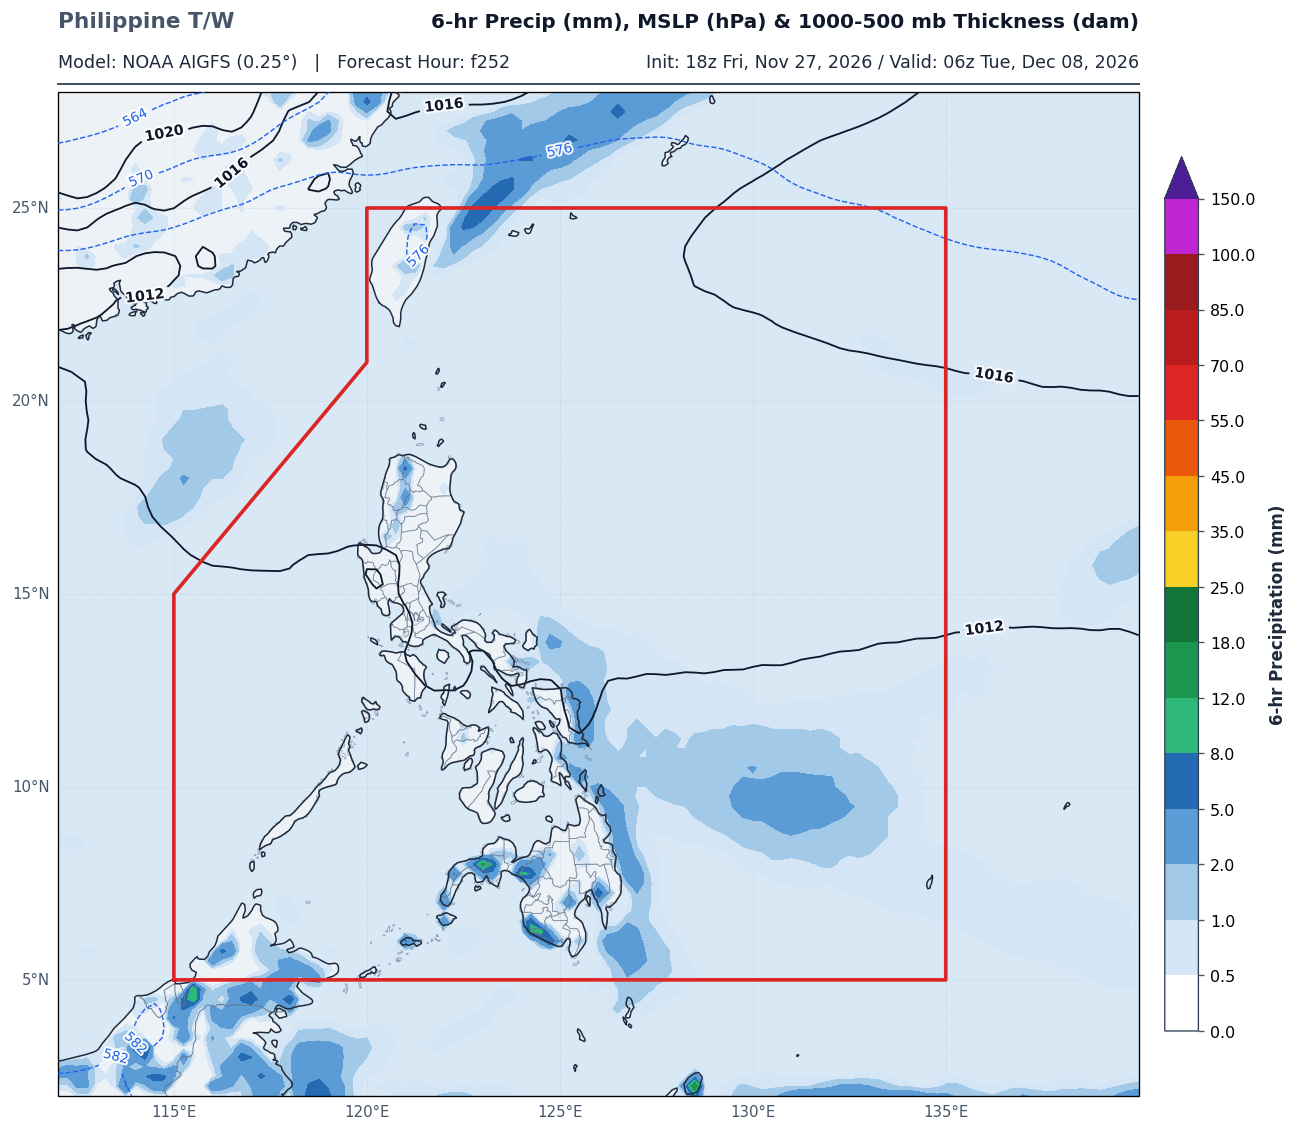 Philippine T/W
6-hr Precip (mm), MSLP (hPa) & 1000-500 mb Thickness (dam)
Model: NOAA AIGFS (0.25°) | Forecast Hour: f252
Init: 18z Fri, Nov 27, 2026 / Valid: 06z Tue, Dec 08, 2026
564
1020
1016
570
1016
576
1016
576
1012
1016
1012
582
582
25°N
20°N
15°N
10°N
5°N
115°E
120°E
125°E
130°E
135°E
150.0
100.0
85.0
70.0
55.0
45.0
35.0
25.0
18.0
12.0
8.0
5.0
2.0
1.0
0.5
0.0
6-hr Precipitation (mm)